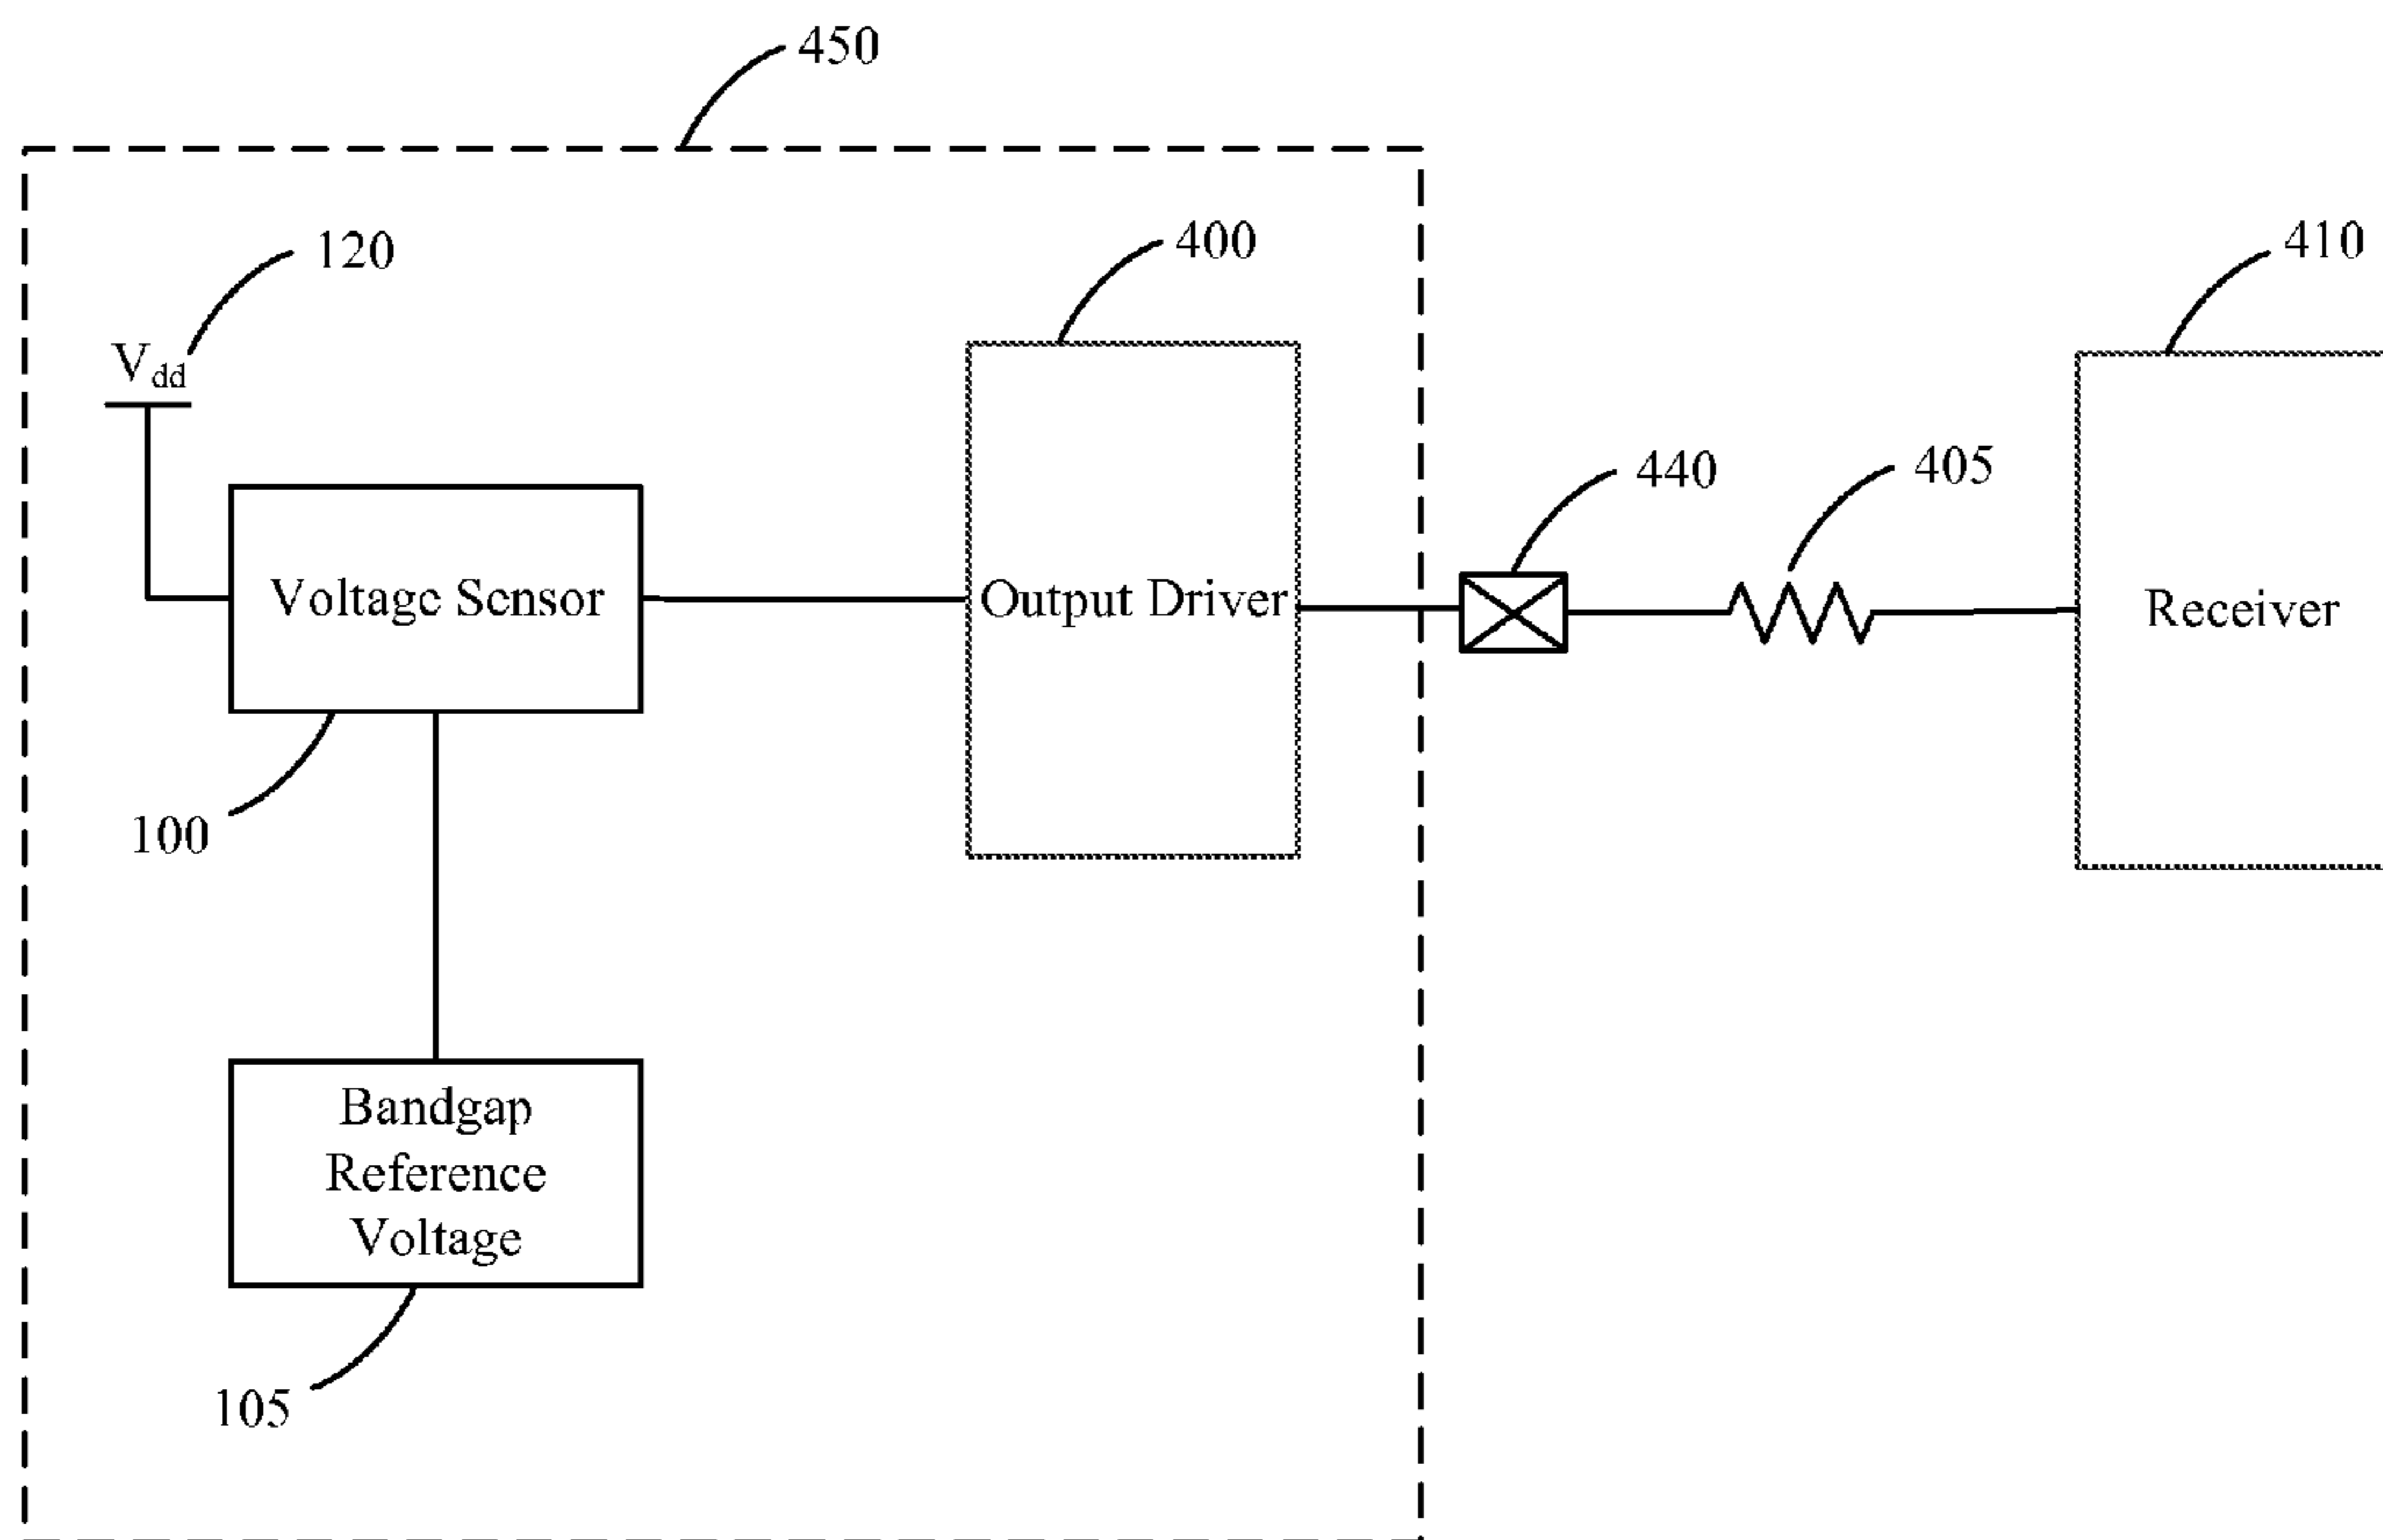 450
120
400
410
Vdd
440
405
Voltage Sensor
Output Driver
Receiver
100
Bandgap
Reference
Voltage
105